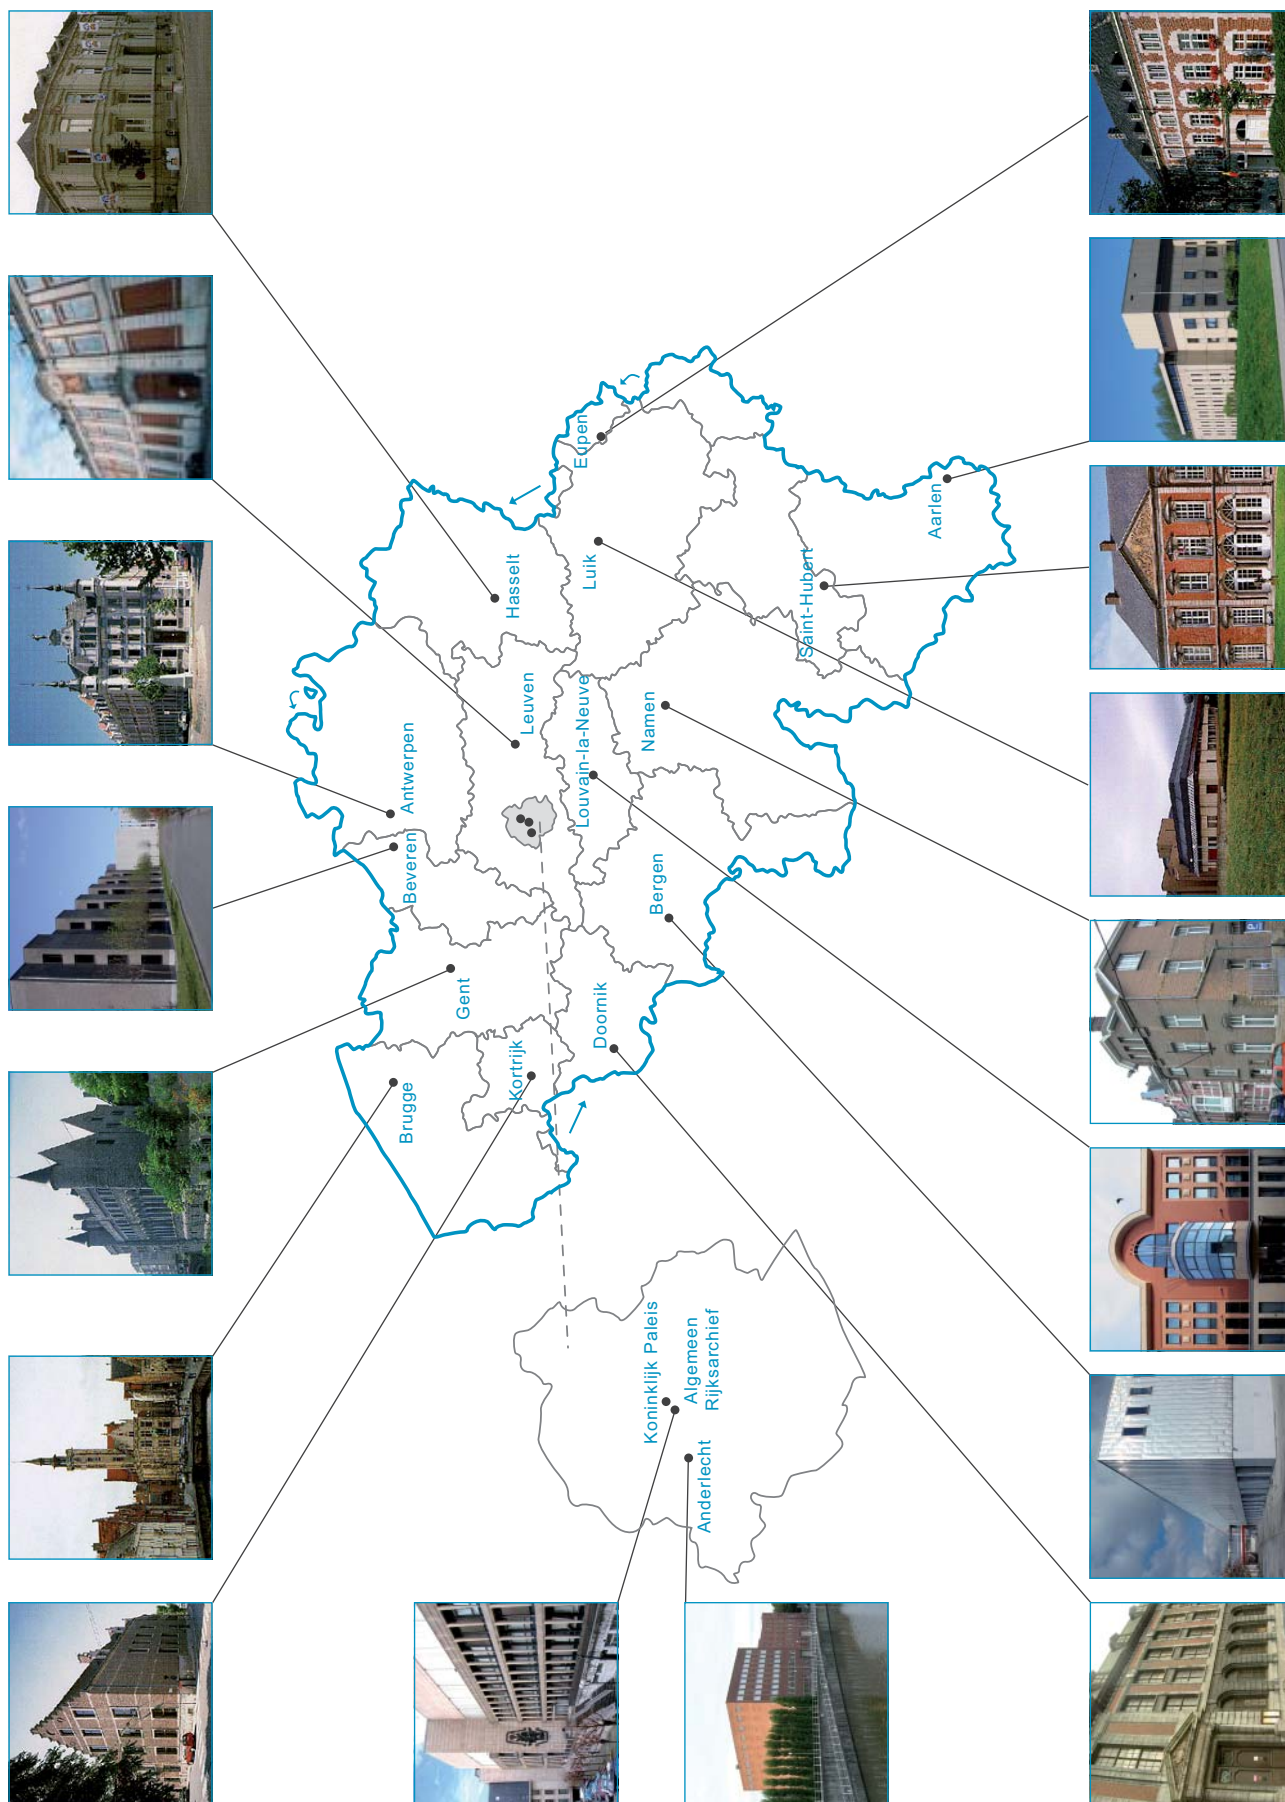 Brugge
Kortrijk
Gent
Doornik
Beveren
Antwerpen
Bergen
Leuven
Louvain-la-Neuve
Namen
Hasselt
Luik
Saint-Hubert
Eupen
Aarlen
Koninklijk Paleis
Algemeen
Rijksarchief
Anderlecht